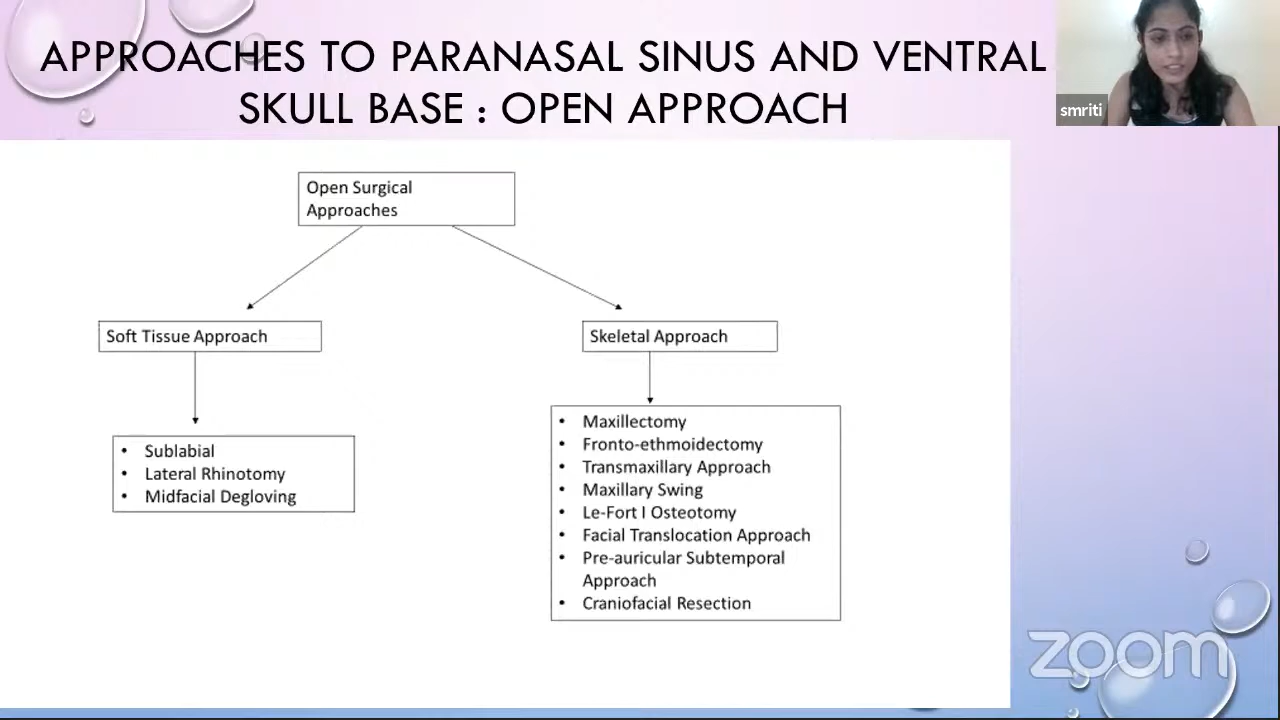 APPROACHES TO PARANASAL SINUS AND VENTRAL
SKULL BASE : OPEN APPROACH
smriti
Open Surgical
Approaches
Soft Tissue Approach
Skeletal Approach
• Sublabial
• Lateral Rhinotomy
• Midfacial Degloving
• Maxillectomy
• Fronto-ethmoidectomy
• Transmaxillary Approach
• Maxillary Swing
• Le-Fort I Osteotomy
• Facial Translocation Approach
• Pre-auricular Subtemporal
Approach
• Craniofacial Resection
zoom